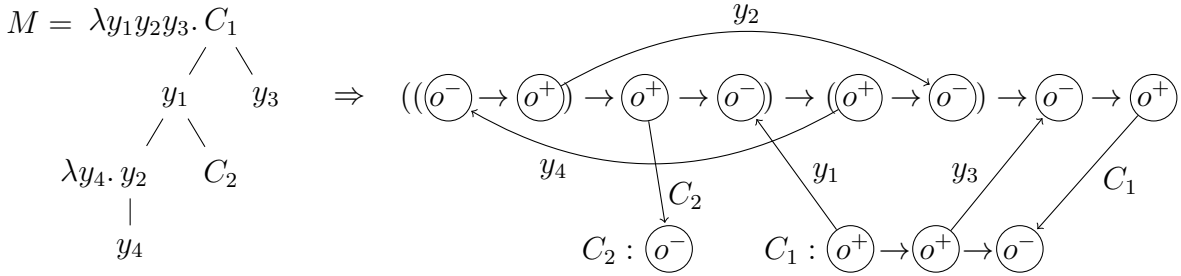 M = λy₁y₂y₃. C₁
y₁ y₃
λy₄. y₂ C₂
y₄
⇒
y₂
((o⁻ → o⁺) → o⁺ → o⁻) → (o⁺ → o⁻) → o⁻ → o⁺
y₄ y₁ y₃ C₁
C₂
C₂ : o⁻ C₁ : o⁺ → o⁺ → o⁻